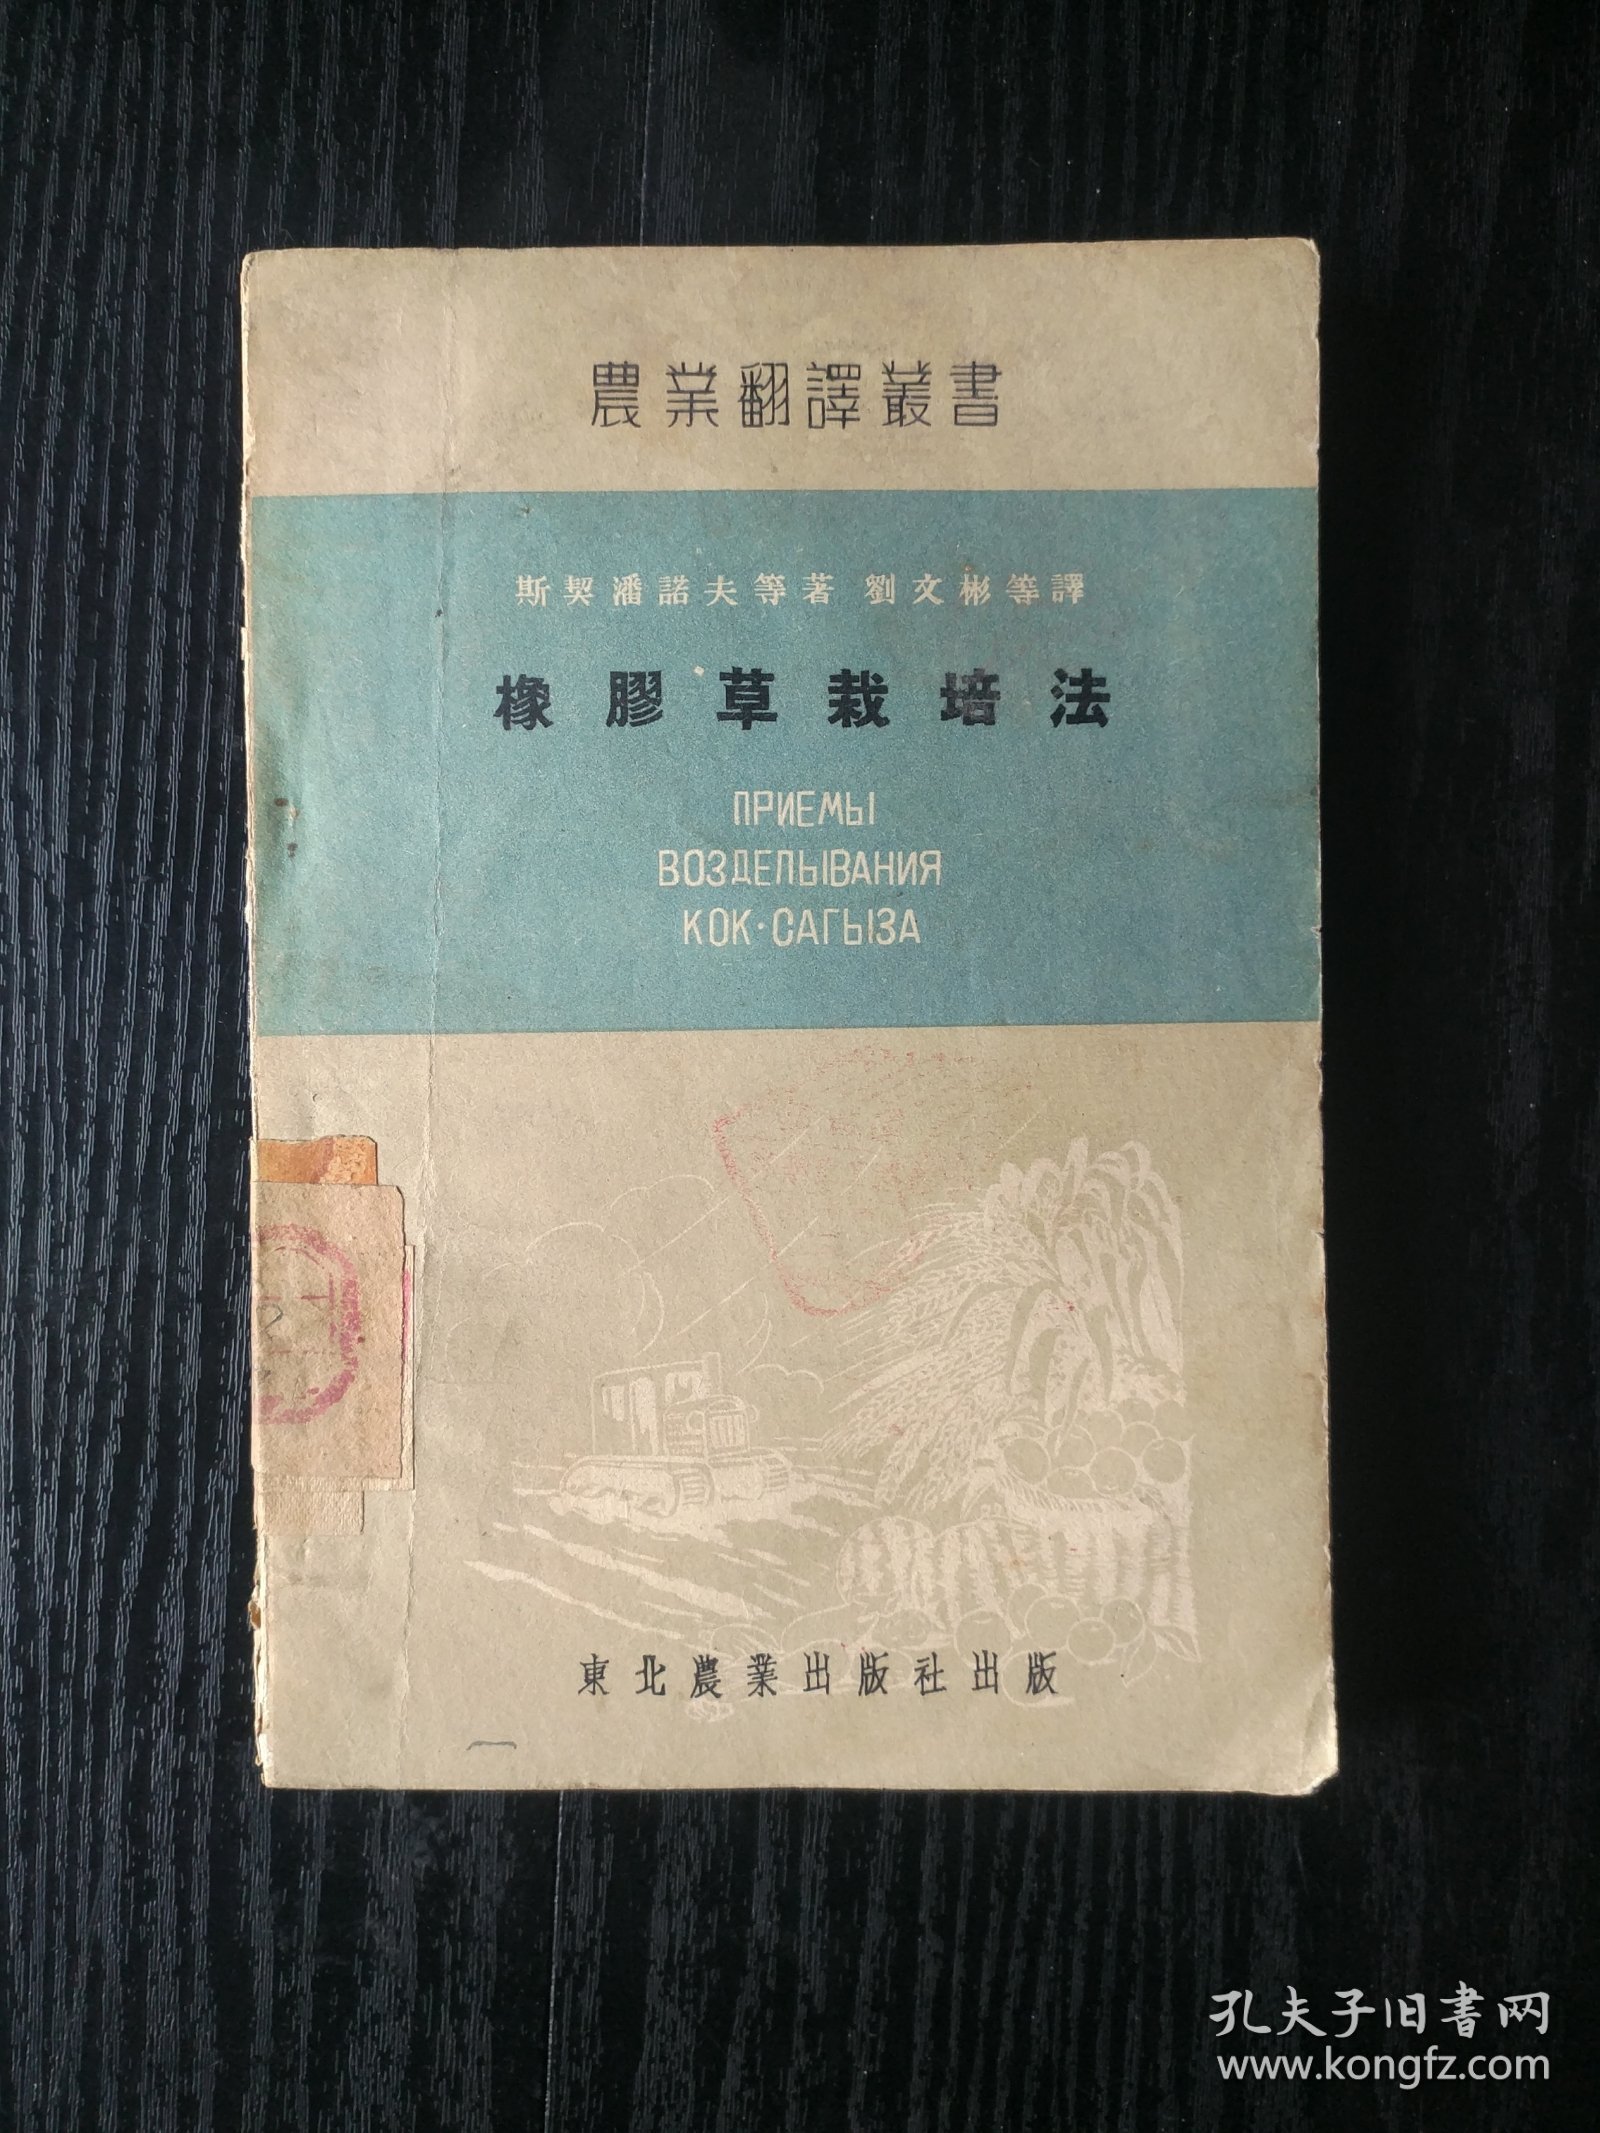 農業翻譯叢書
斯契潘諾夫等著 劉文彬等譯
橡膠草栽培法
ПРИЕМЫ
ВОЗДЕЛЫВАНИЯ
КОК-САГЫЗА
東北農業出版社出版
孔夫子旧書网
www.kongfz.com